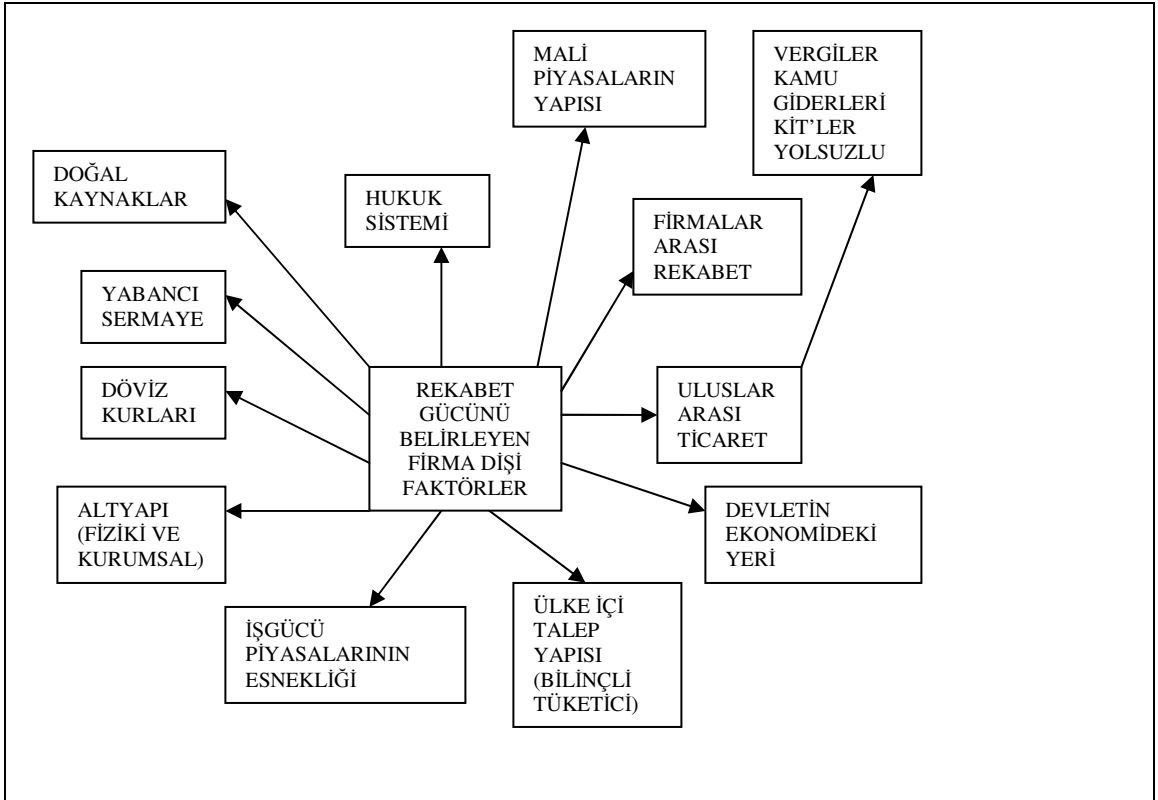 MALİ
PİYASALARIN
YAPISI
VERGİLER
KAMU
GİDERLERİ
KİT’LER
YOLSUZLU
DOĞAL
KAYNAKLAR
HUKUK
SİSTEMİ
FİRMALAR
ARASI
REKABET
YABANCI
SERMAYE
DÖVİZ
KURLARI
REKABET
GÜCÜNÜ
BELİRLEYEN
FİRMA DİŞİ
FAKTÖRLER
ULUSLAR
ARASI
TİCARET
ALTYAPI
(FİZİKİ VE
KURUMSAL)
DEVLETİN
EKONOMİDEKİ
YERİ
İŞGÜCÜ
PİYASALARININ
ESNEKLİĞİ
ÜLKE İÇİ
TALEP
YAPISI
(BİLİNÇLİ
TÜKETİCİ)